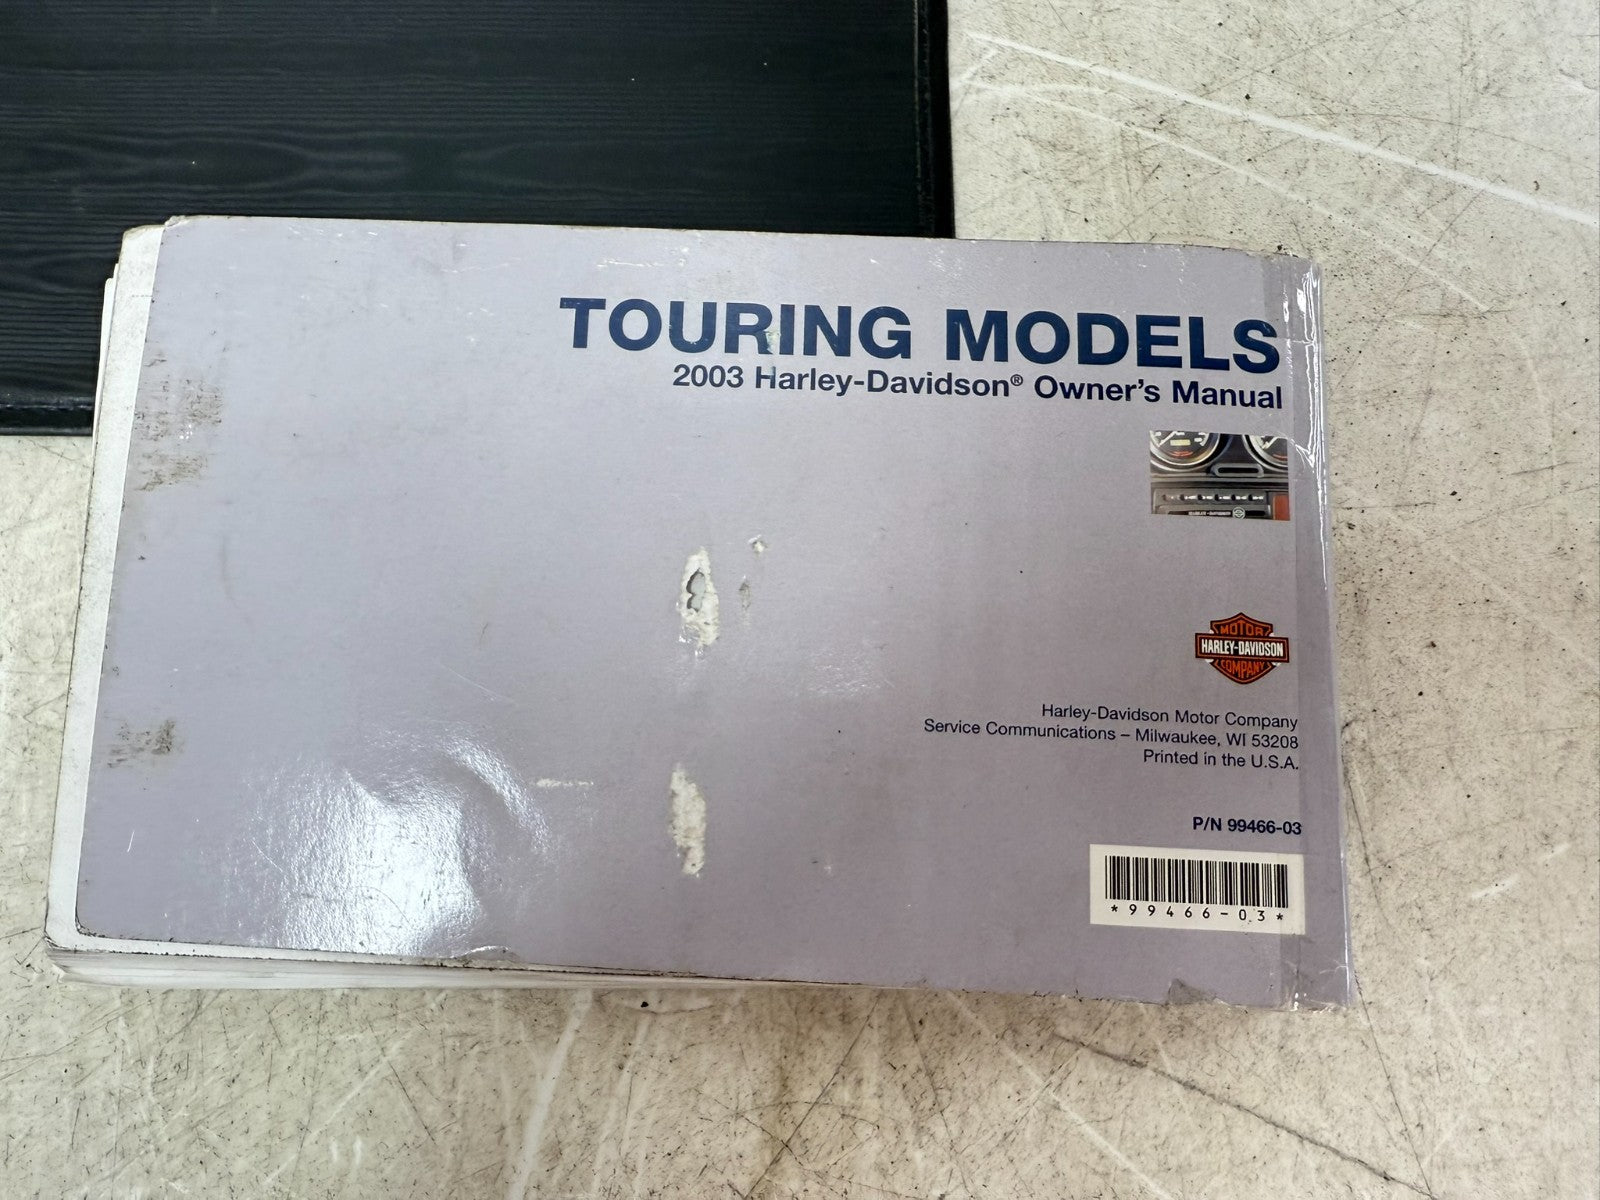 TOURING MODELS
2003 Harley-Davidson® Owner's Manual
MOTOR
HARLEY-DAVIDSON
COMPANY
Harley-Davidson Motor Company
Service Communications – Milwaukee, WI 53208
Printed in the U.S.A.
P/N 99466-03
*99466-03*